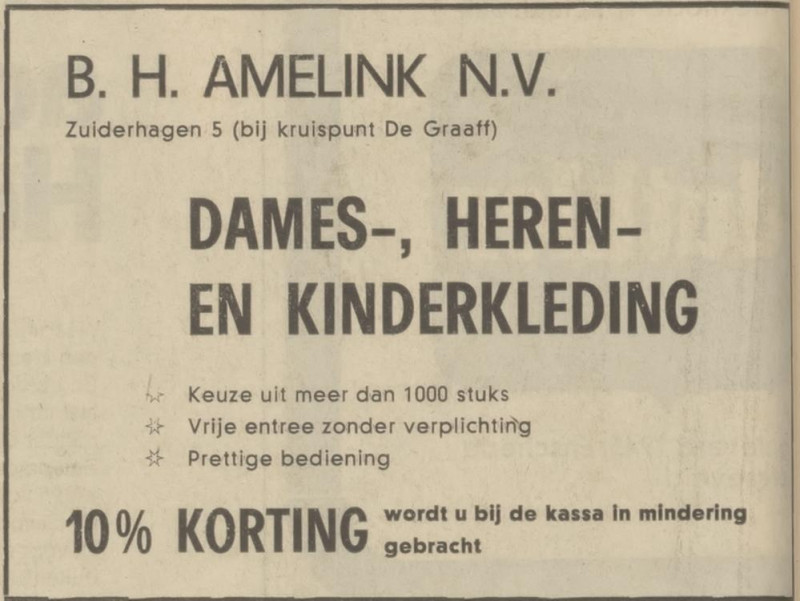 B. H. AMELINK N.V.
Zuiderhagen 5 (bij kruispunt De Graaff)
DAMES-, HEREN-
EN KINDERKLEDING
Keuze uit meer dan 1000 stuks
Vrije entree zonder verplichting
Prettige bediening
10% KORTING wordt u bij de kassa in mindering
gebracht